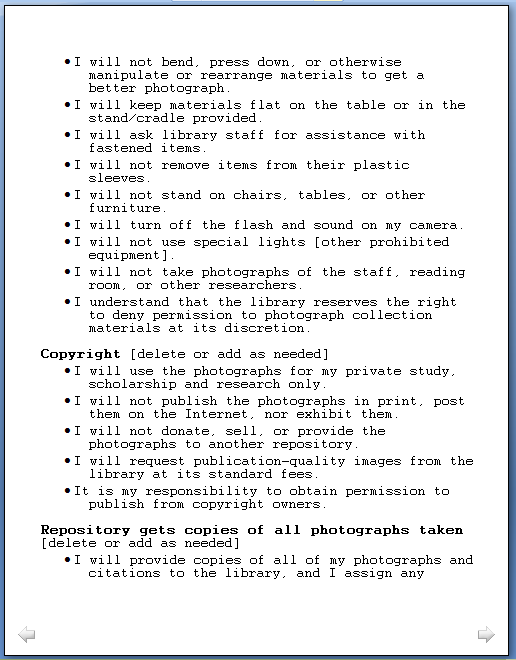 •I will not bend, press down, or otherwise
manipulate or rearrange materials to get a
better photograph.
•I will keep materials flat on the table or in the
stand/cradle provided.
•I will ask library staff for assistance with
fastened items.
•I will not remove items from their plastic
sleeves.
•I will not stand on chairs, tables, or other
furniture.
•I will turn off the flash and sound on my camera.
•I will not use special lights [other prohibited
equipment].
•I will not take photographs of the staff, reading
room, or other researchers.
•I understand that the library reserves the right
to deny permission to photograph collection
materials at its discretion.
Copyright [delete or add as needed]
•I will use the photographs for my private study,
scholarship and research only.
•I will not publish the photographs in print, post
them on the Internet, nor exhibit them.
•I will not donate, sell, or provide the
photographs to another repository.
•I will request publication-quality images from the
library at its standard fees.
•It is my responsibility to obtain permission to
publish from copyright owners.
Repository gets copies of all photographs taken
[delete or add as needed]
•I will provide copies of all of my photographs and
citations to the library, and I assign any